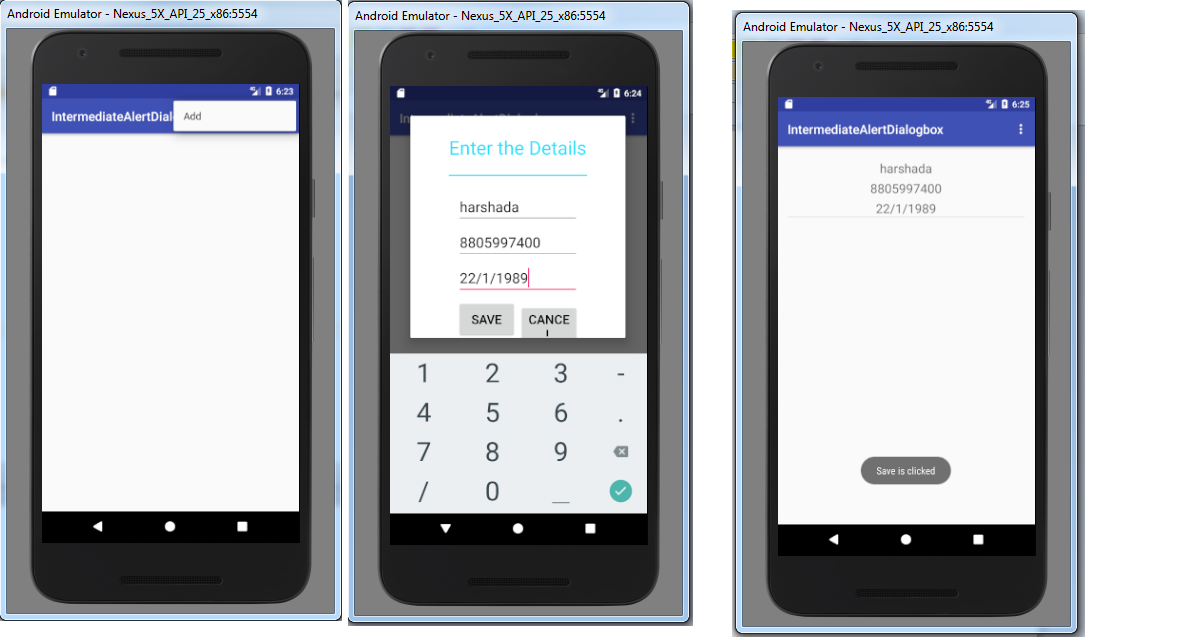 Android Emulator - Nexus_5X_API_25_x86:5554
6:23
IntermediateAlertDial
Add
Android Emulator - Nexus_5X_API_25_x86:5554
6:24
Enter the Details
harshada
8805997400
22/1/1989
SAVE
CANCE
L
1 2 3 -
4 5 6 .
7 8 9
/ 0 _
Android Emulator - Nexus_5X_API_25_x86:5554
6:25
IntermediateAlertDialogbox
harshada
8805997400
22/1/1989
Save is clicked